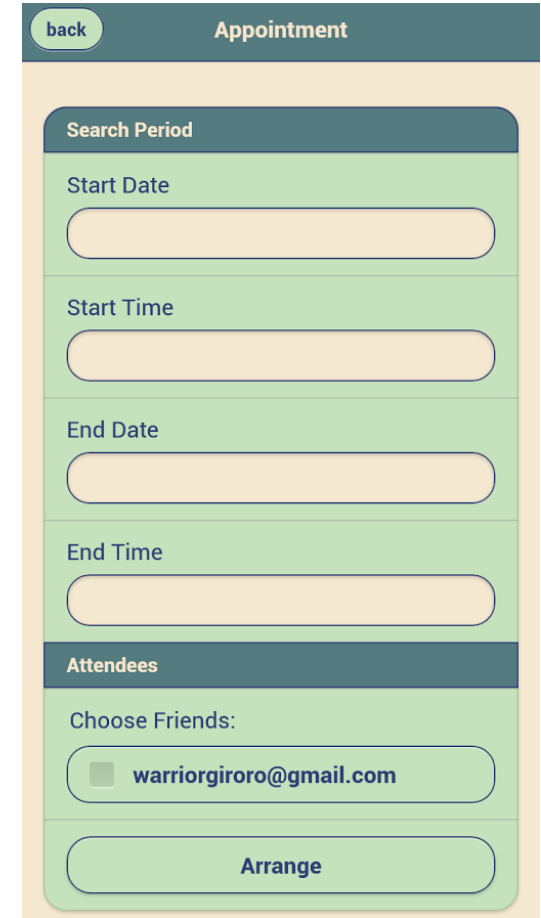 back
Appointment
Search Period
Start Date
Start Time
End Date
End Time
Attendees
Choose Friends:
warriorgiroro@gmail.com
Arrange